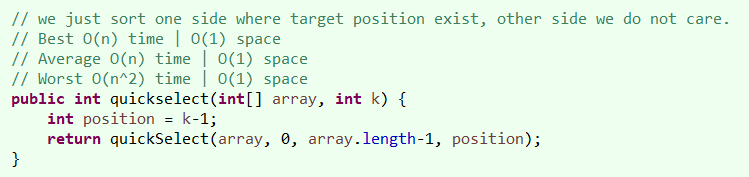 // we just sort one side where target position exist, other side we do not care.
// Best O(n) time | O(1) space
// Average O(n) time | O(1) space
// Worst O(n^2) time | O(1) space
public int quickselect(int[] array, int k) {
    int position = k-1;
    return quickSelect(array, 0, array.length-1, position);
}